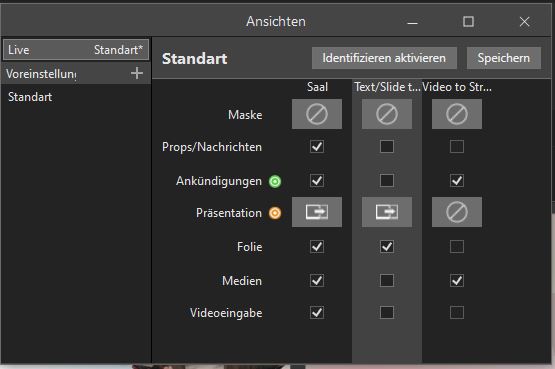 Ansichten
Live Standart*
Voreinstellung
Standart
Standart Identifizieren aktivieren Speichern
Saal Text/Slide t... Video to Str...
Maske
Props/Nachrichten
Ankündigungen
Präsentation
Folie
Medien
Videoeingabe